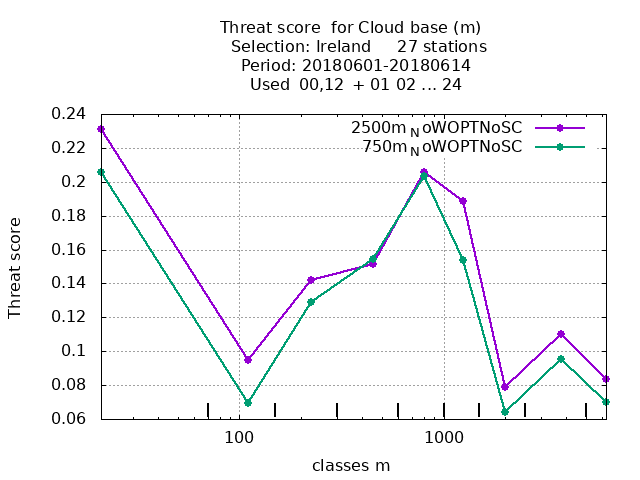 Threat score for Cloud base (m)
Selection: Ireland 27 stations
Period: 20180601-20180614
Used 00,12 + 01 02 ... 24
2500m_NoWOPTNoSC
750m_NoWOPTNoSC
Threat score
0.24
0.22
0.2
0.18
0.16
0.14
0.12
0.1
0.08
0.06
100 1000
classes m